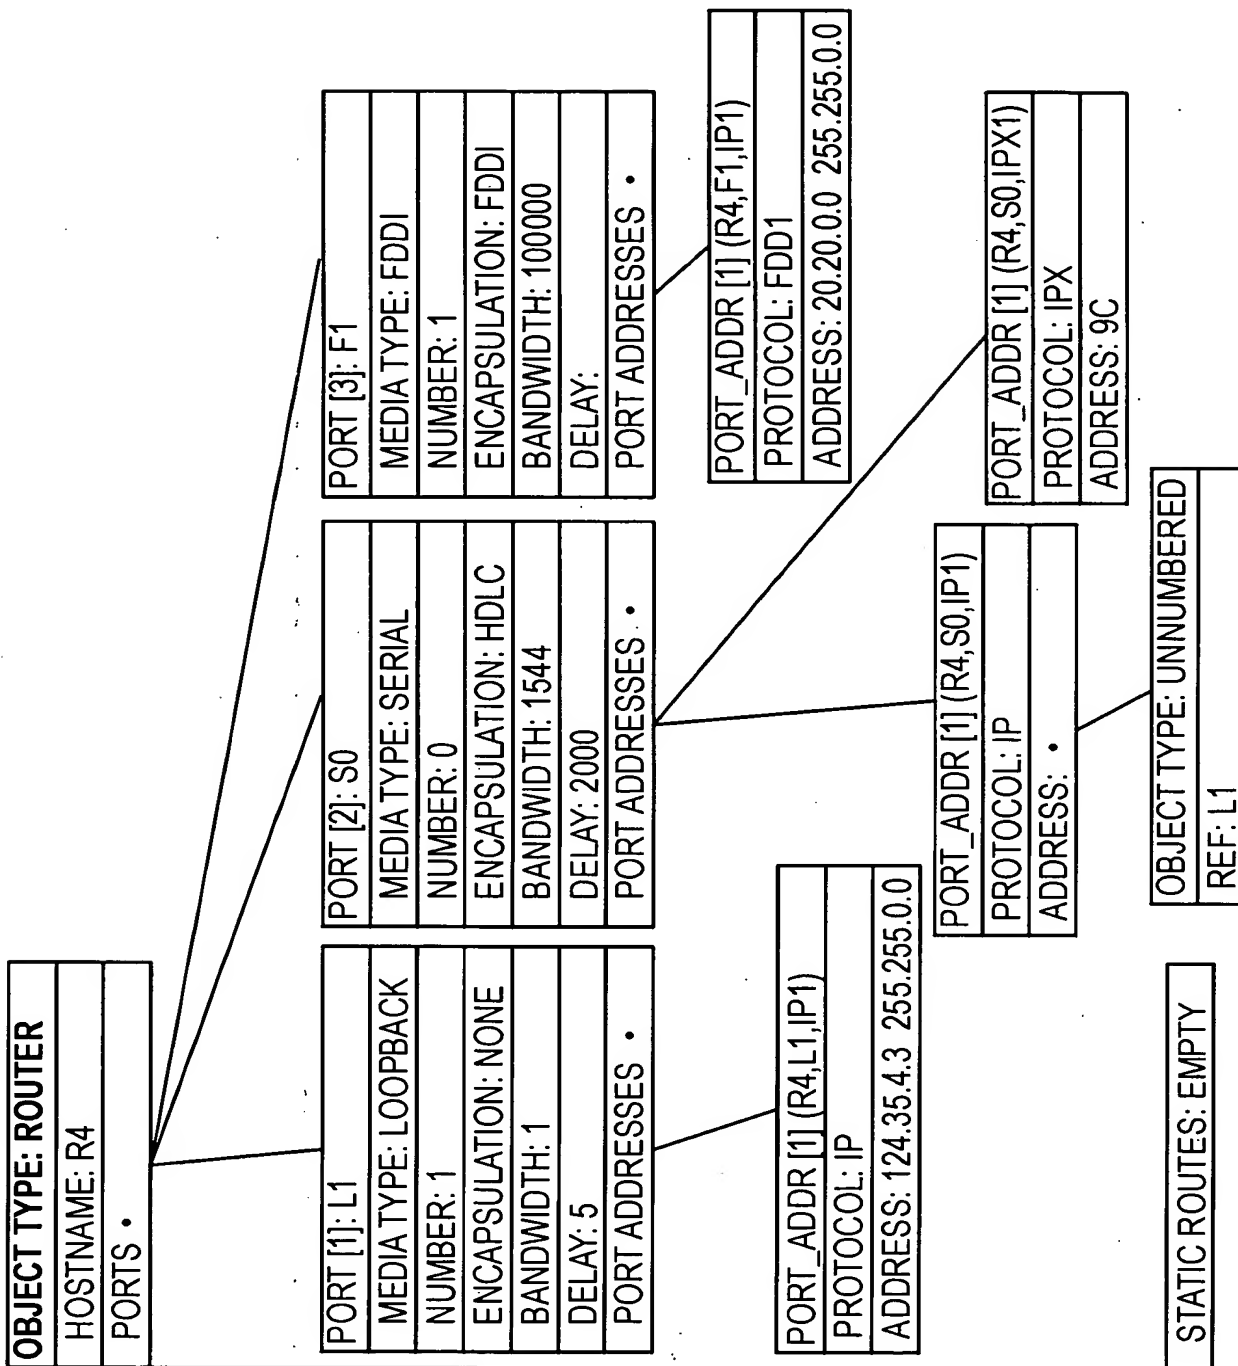 OBJECT TYPE: ROUTER
HOSTNAME: R4
PORTS •
PORT [1]: L1
MEDIA TYPE: LOOPBACK
NUMBER: 1
ENCAPSULATION: NONE
BANDWIDTH: 1
DELAY: 5
PORT ADDRESSES •
PORT [2]: S0
MEDIA TYPE: SERIAL
NUMBER: 0
ENCAPSULATION: HDLC
BANDWIDTH: 1544
DELAY: 2000
PORT ADDRESSES •
PORT [3]: F1
MEDIA TYPE: FDDI
NUMBER: 1
ENCAPSULATION: FDDI
BANDWIDTH: 100000
DELAY:
PORT ADDRESSES •
PORT_ADDR [1] (R4,L1,IP1)
PROTOCOL: IP
ADDRESS: 124.35.4.3 255.255.0.0
PORT_ADDR [1] (R4,F1,IP1)
PROTOCOL: FDD1
ADDRESS: 20.20.0.0 255.255.0.0
PORT_ADDR [1] (R4,S0,IP1)
PROTOCOL: IP
ADDRESS: •
PORT_ADDR [1] (R4,S0,IPX1)
PROTOCOL: IPX
ADDRESS: 9C
OBJECT TYPE: UNNUMBERED
REF: L1
STATIC ROUTES: EMPTY